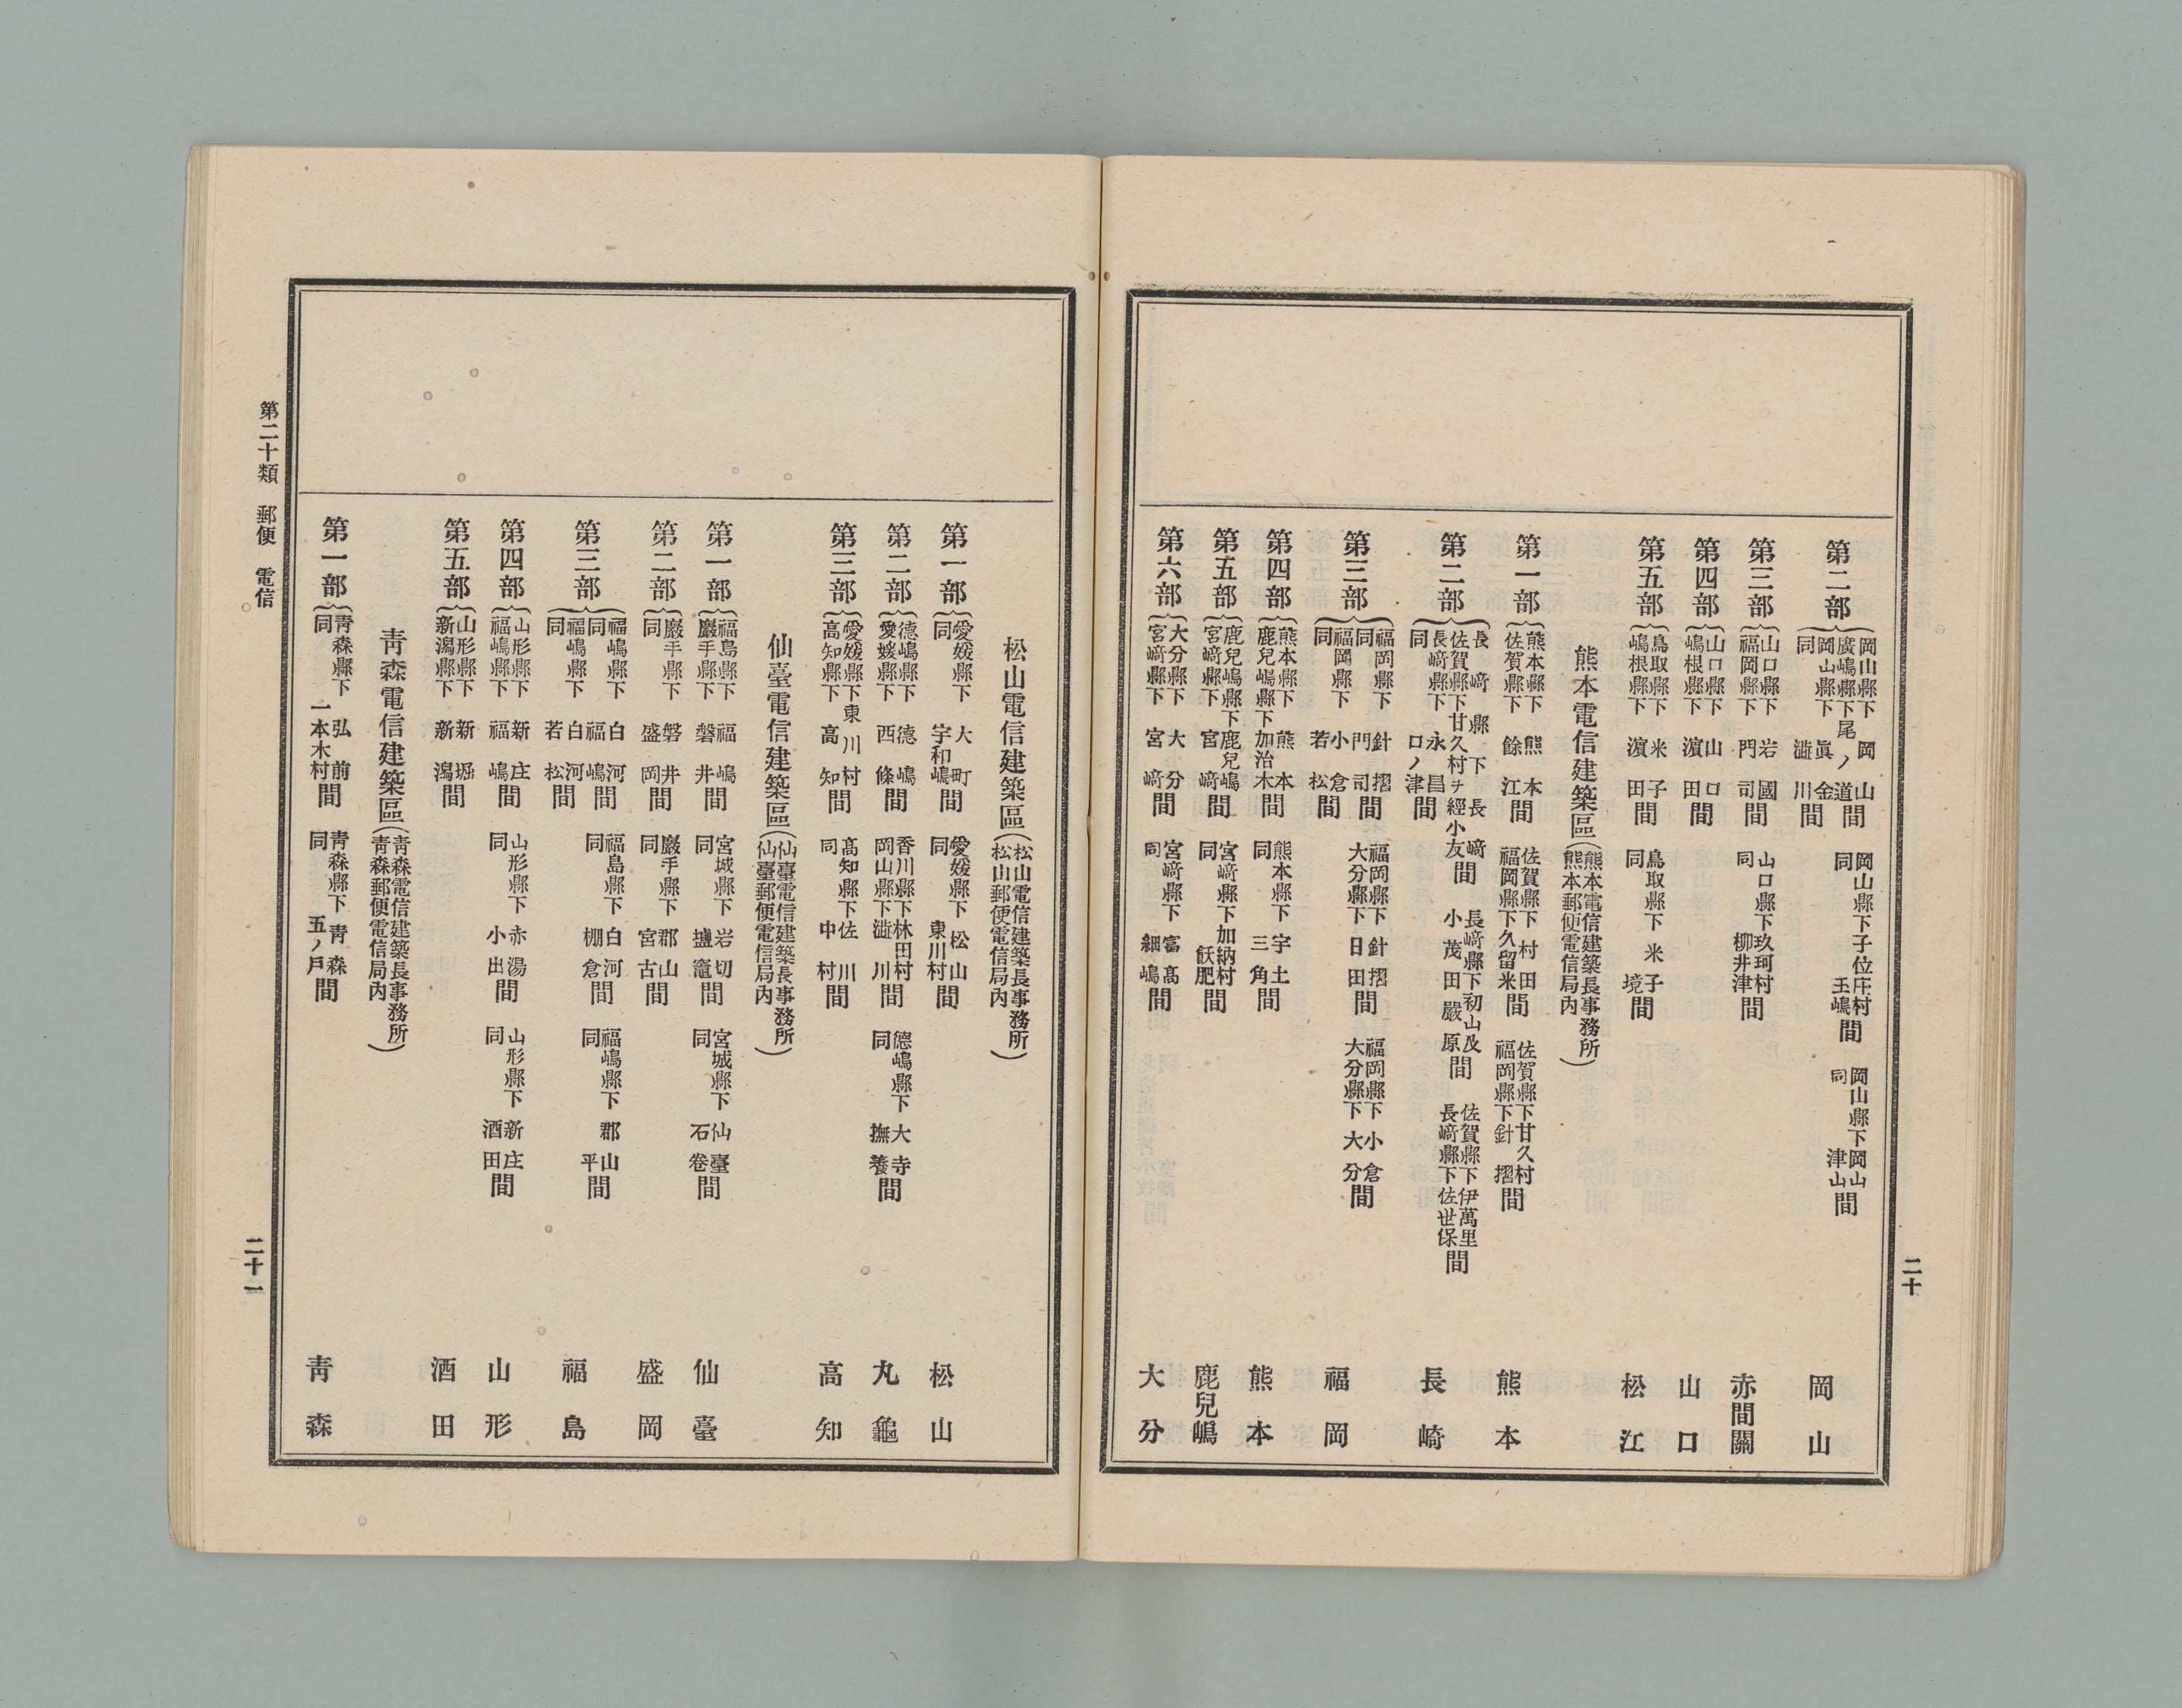 二十
第二部
岡山縣下 岡山
廣嶋縣下 尾ノ道
間
岡山縣下 眞金
同 澁川
間
岡山縣下 子位庄村
同 玉嶋
間
岡山縣下 岡山
同 津山
間
岡山
第三部
山口縣下 岩國
福岡縣下 門司
間
山口縣下 玖珂村
同 柳井津
間
赤間關
第四部
山口縣下 山口
嶋根縣下 濵田
間
山口
第五部
鳥取縣下 米子
嶋根縣下 濵田
間
鳥取縣下 米子
同 境
間
松江
熊本電信建築區(熊本電信建築長事務所 熊本郵便電信局內)
第一部
熊本縣下 熊本
佐賀縣下 餘江
間
佐賀縣下 村田
福岡縣下 久留米
間
佐賀縣下 甘久村
福岡縣下 針摺
間
熊本
第二部
長﨑縣下 長﨑
佐賀縣下 甘久村ヲ經小友
間
長﨑縣下 永昌
同 口ノ津
間
長﨑縣下 初山及
小茂田 嚴原
間
佐賀縣下 伊萬里
長﨑縣下 佐世保
間
長崎
第三部
福岡縣下 針摺
同 門司
間
福岡縣下 小倉
同 若松
間
福岡縣下 針摺
大分縣下 日田
間
福岡縣下 小倉
大分縣下 大分
間
福岡
第四部
熊本縣下 熊本
鹿兒嶋縣下 加治木
間
熊本縣下 宇土
同 三角
間
熊本
第五部
鹿兒嶋縣下 鹿兒嶋
宮﨑縣下 宮﨑
間
宮﨑縣下 加納村
同 飫肥
間
鹿兒嶋
第六部
大分縣下 大分
宮﨑縣下 宮﨑
間
宮﨑縣下 富髙
同 細嶋
間
大分
松山電信建築區(松山電信建築長事務所 松山郵便電信局內)
第一部
愛媛縣下 大町
同 宇和嶋
間
愛媛縣下 松山
同 東川村
間
松山
第二部
德嶋縣下 德嶋
愛媛縣下 西條
間
香川縣下 林田村
岡山縣下 澁川
間
德嶋縣下 大寺
同 撫養
間
丸龜
第三部
愛媛縣下 東川村
高知縣下 高知
間
髙知縣下 佐川
同 中村
間
高知
仙臺電信建築區(仙臺電信建築長事務所 仙臺郵便電信局內)
第一部
福島縣下 福嶋
巖手縣下 磐井
間
宮城縣下 岩切
同 鹽竈
間
宮城縣下 仙臺
同 石卷
間
仙臺
第二部
巖手縣下 磐井
同 盛岡
間
巖手縣下 郡山
同 宮古
間
盛岡
第三部
福嶋縣下 白河
同 福嶋
間
福嶋縣下 白河
同 若松
間
福島縣下 白河
同 棚倉
間
福嶋縣下 郡山
同 平
間
福島
第四部
山形縣下 新庄
福嶋縣下 福嶋
間
山形縣下 赤湯
同 小出
間
山形縣下 新庄
同 酒田
間
山形
第五部
山形縣下 新堀
新潟縣下 新潟
間
酒田
靑森電信建築區(靑森電信建築長事務所 靑森郵便電信局內)
第一部
靑森縣下 弘前
同 一本木村
間
靑森縣下 靑森
同 五ノ戶
間
靑森
第二十類 郵便 電信
二十一